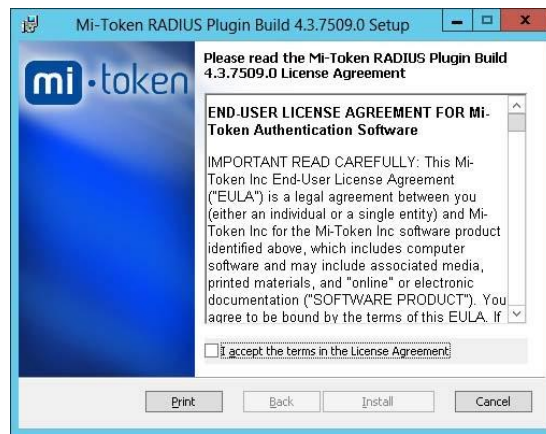 Mi-Token RADIUS Plugin Build 4.3.7509.0 Setup
mi·token
Please read the Mi-Token RADIUS Plugin Build
4.3.7509.0 License Agreement
END-USER LICENSE AGREEMENT FOR Mi-
Token Authentication Software
IMPORTANT READ CAREFULLY: This Mi-
Token Inc End-User License Agreement
("EULA") is a legal agreement between you
(either an individual or a single entity) and Mi-
Token Inc for the Mi-Token Inc software product
identified above, which includes computer
software and may include associated media,
printed materials, and "online" or electronic
documentation ("SOFTWARE PRODUCT"). You
agree to be bound by the terms of this EULA. If
I accept the terms in the License Agreement
Print Back Install Cancel